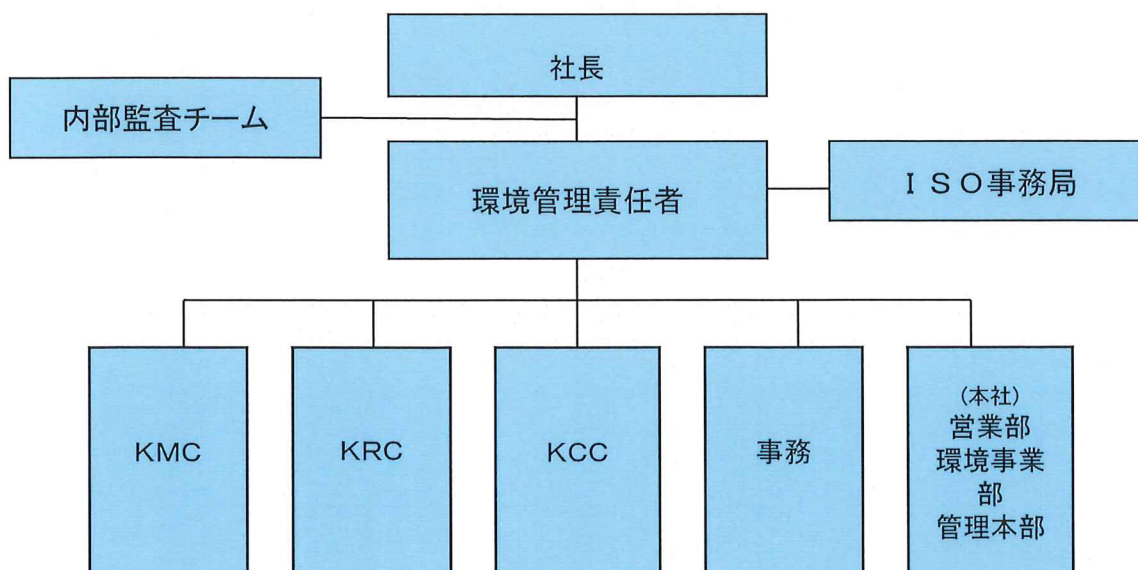 社長
内部監査チーム
環境管理責任者
ＩＳＯ事務局
ＫＭＣ
ＫＲＣ
ＫＣＣ
事務
(本社)
営業部
環境事業
部
管理本部